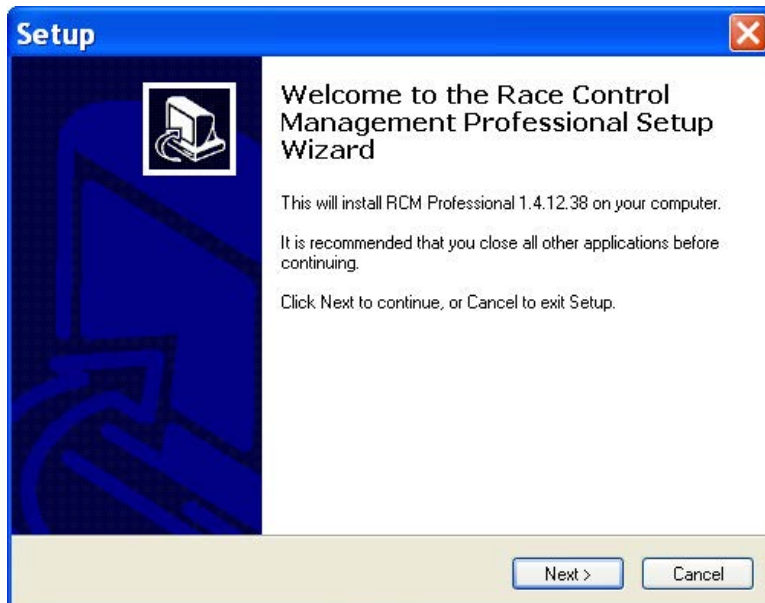 Setup
Welcome to the Race Control
Management Professional Setup
Wizard
This will install RCM Professional 1.4.12.38 on your computer.
It is recommended that you close all other applications before
continuing.
Click Next to continue, or Cancel to exit Setup.
Next >
Cancel